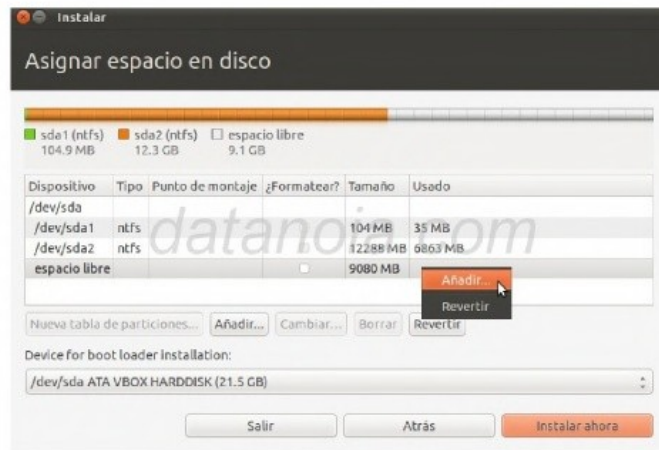 Instalar
Asignar espacio en disco
sda1 (ntfs) sda2 (ntfs) espacio libre
104.9 MB 12.3 GB 9.1 GB
Dispositivo Tipo Punto de montaje ¿Formatear? Tamaño Usado
/dev/sda
/dev/sda1 ntfs 104 MB 35 MB
/dev/sda2 ntfs 12288 MB 6863 MB
espacio libre 9080 MB
datanoia.com
Añadir...
Revertir
Nueva tabla de particiones... Añadir... Cambiar... Borrar Revertir
Device for boot loader installation:
/dev/sda ATA VBOX HARDDISK (21.5 GB)
Salir Atrás Instalar ahora